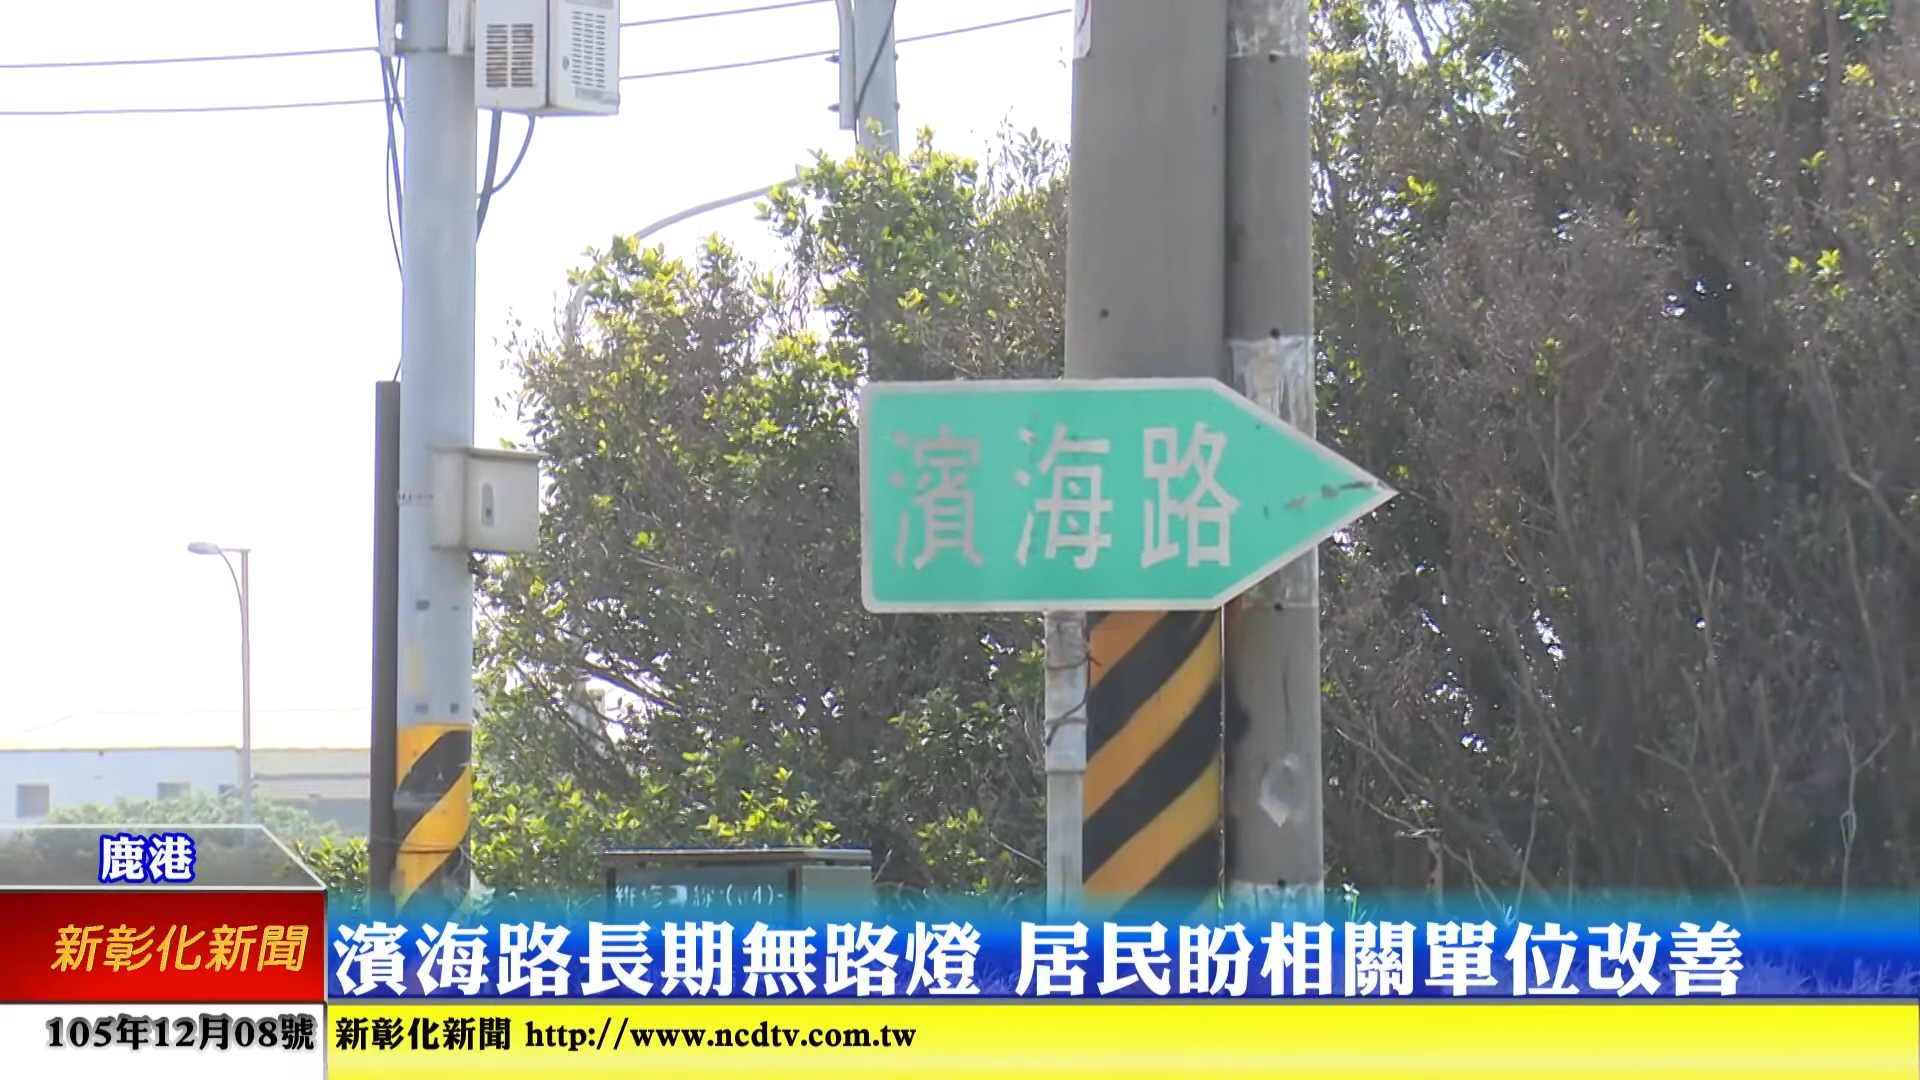 濱海路
鹿港
新彰化新聞
濱海路長期無路燈 居民盼相關單位改善
105年12月08號
新彰化新聞 http://www.ncdtv.com.tw